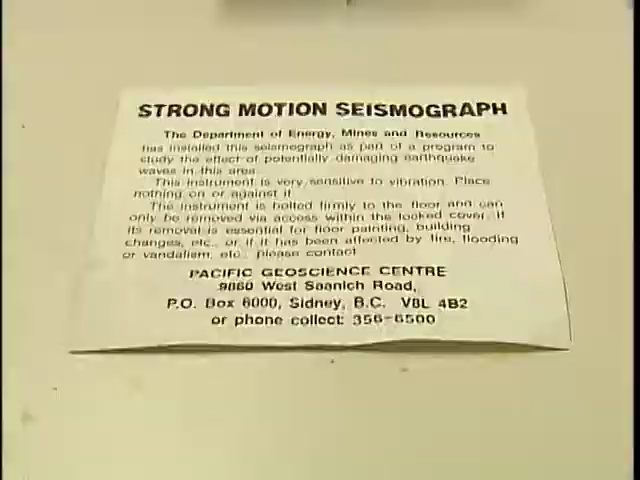 STRONG MOTION SEISMOGRAPH
The Department of Energy, Mines and Resources
has installed this seismograph as part of a program to
study the effect of potentially damaging earthquake
waves in this area.
This instrument is very sensitive to vibration. Place
nothing on or against it.
The instrument is bolted firmly to the floor and can
only be removed via access within the locked cover. If
its removal is essential for floor painting, building
changes, etc., or if it has been affected by fire, flooding
or vandalism, etc., please contact
PACIFIC GEOSCIENCE CENTRE
9860 West Saanich Road,
P.O. Box 6000, Sidney, B.C. V8L 4B2
or phone collect: 356-6500